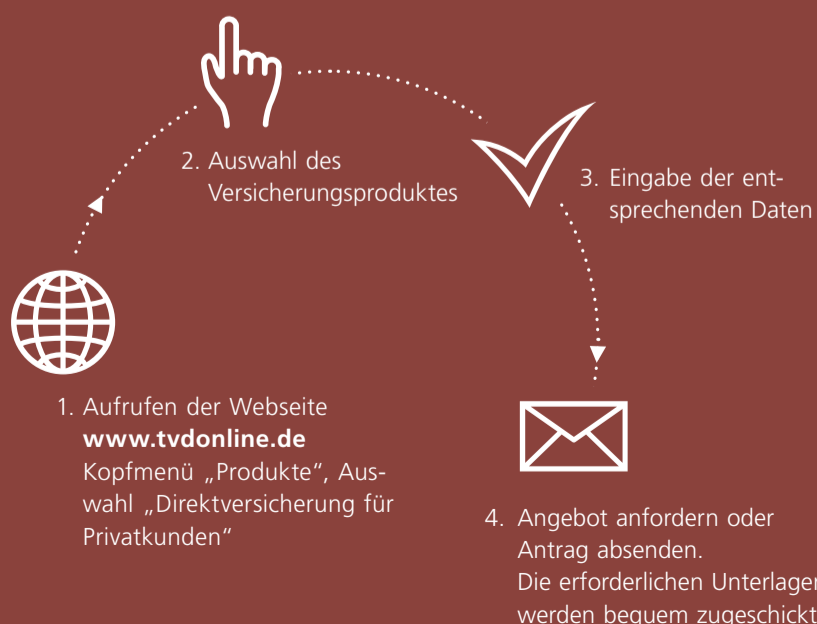 1. Aufrufen der Webseite
www.tvdonline.de
Kopfmenü „Produkte“, Aus-
wahl „Direktversicherung für
Privatkunden“
2. Auswahl des
Versicherungsproduktes
3. Eingabe der ent-
sprechenden Daten
4. Angebot anfordern oder
Antrag absenden.
Die erforderlichen Unterlagen
werden bequem zugeschickt